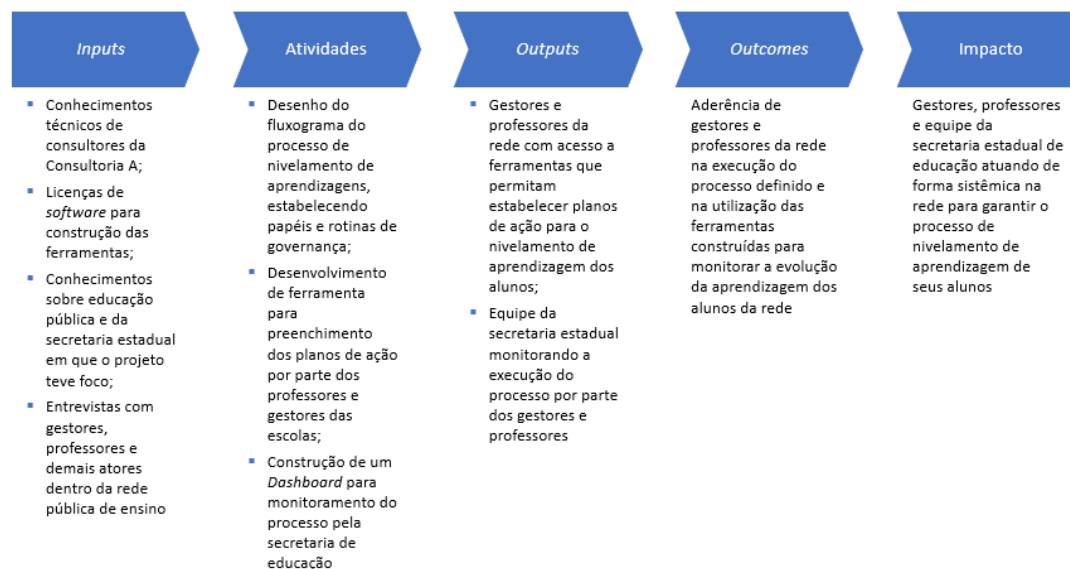 Inputs
Atividades
Outputs
Outcomes
Impacto
▪ Conhecimentos
técnicos de
consultores da
Consultoria A;
▪ Licenças de
software para
construção das
ferramentas;
▪ Conhecimentos
sobre educação
pública e da
secretaria estadual
em que o projeto
teve foco;
▪ Entrevistas com
gestores,
professores e
demais atores
dentro da rede
pública de ensino
▪ Desenho do
fluxograma do
processo de
nivelamento de
aprendizagens,
estabelecendo
papéis e rotinas de
governança;
▪ Desenvolvimento
de ferramenta
para
preenchimento
dos planos de ação
por parte dos
professores e
gestores das
escolas;
▪ Construção de um
Dashboard para
monitoramento do
processo pela
secretaria de
educação
▪ Gestores e
professores da
rede com acesso a
ferramentas que
permitam
estabelecer planos
de ação para o
nivelamento de
aprendizagem dos
alunos;
▪ Equipe da
secretaria estadual
monitorando a
execução do
processo por parte
dos gestores e
professores
Aderência de
gestores e
professores da rede
na execução do
processo definido e
na utilização das
ferramentas
construídas para
monitorar a evolução
da aprendizagem dos
alunos da rede
Gestores, professores
e equipe da
secretaria estadual de
educação atuando de
forma sistêmica na
rede para garantir o
processo de
nivelamento de
aprendizagem de
seus alunos